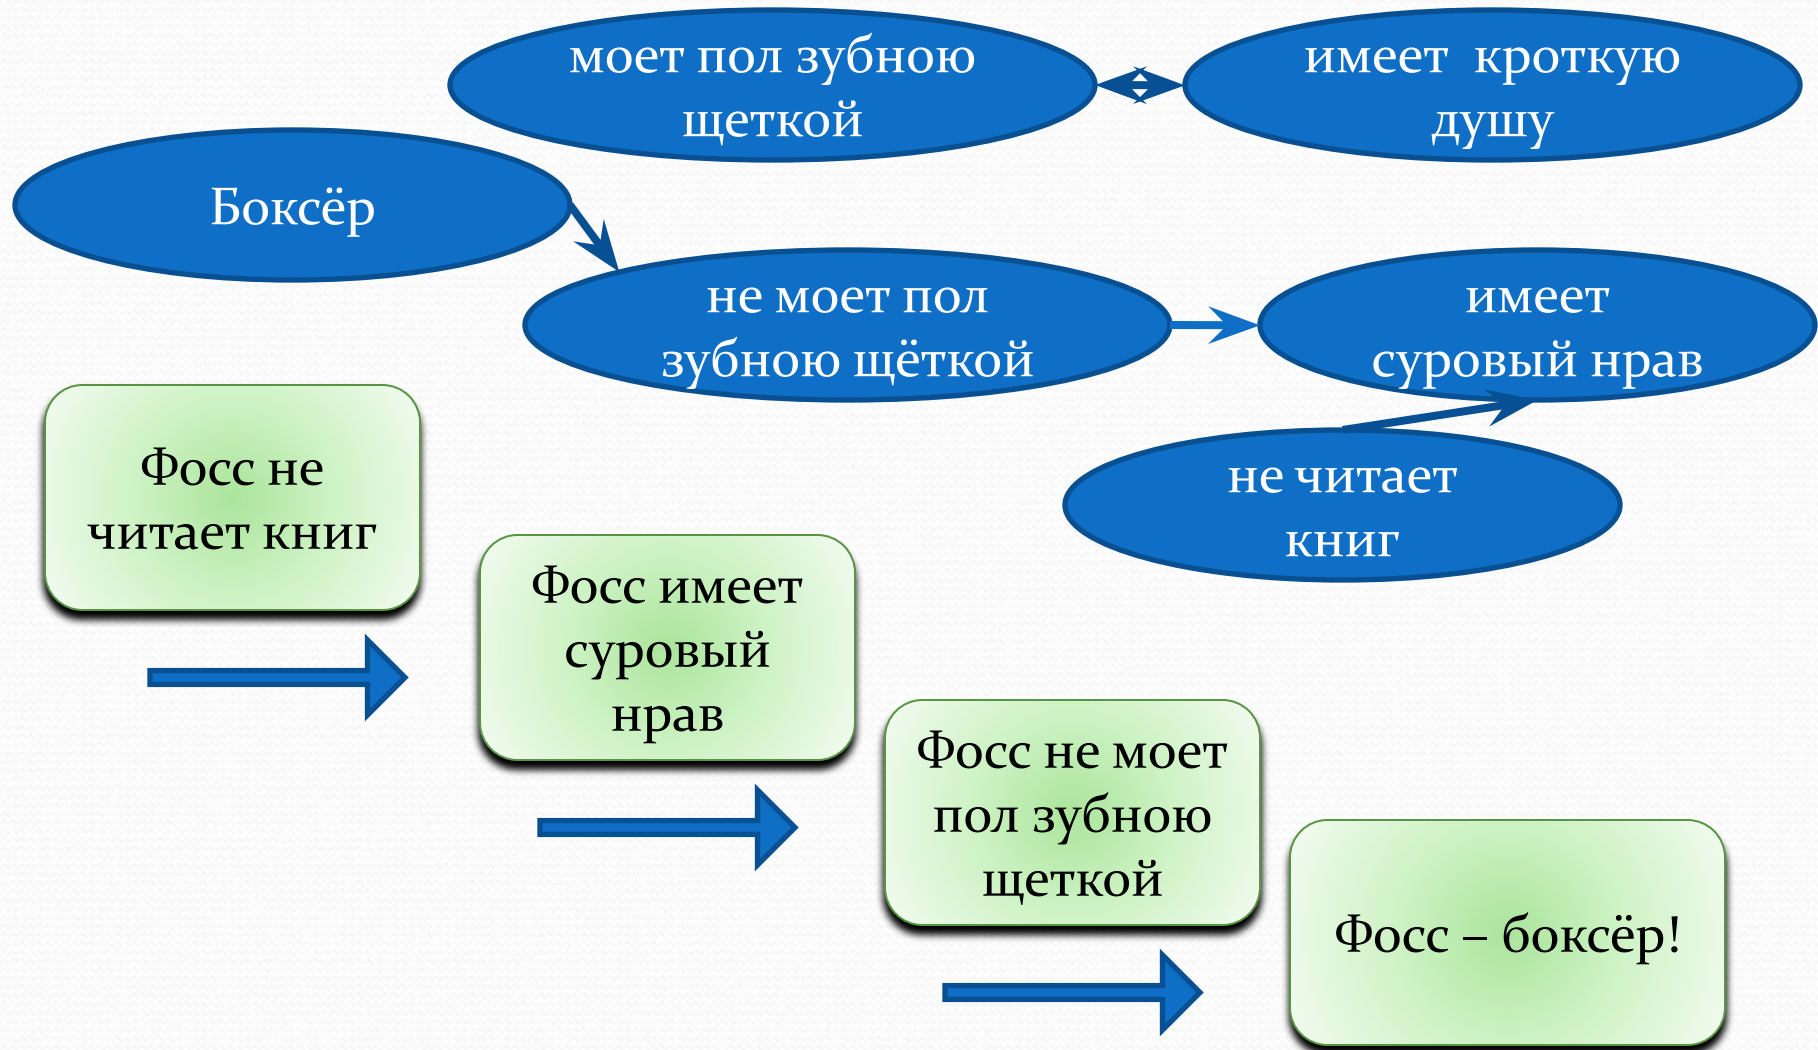 моет пол зубною
щеткой
имеет кроткую
душу
Боксёр
не моет пол
зубною щёткой
имеет
суровый нрав
не читает
книг
Фосс не
читает книг
Фосс имеет
суровый
нрав
Фосс не моет
пол зубною
щеткой
Фосс – боксёр!